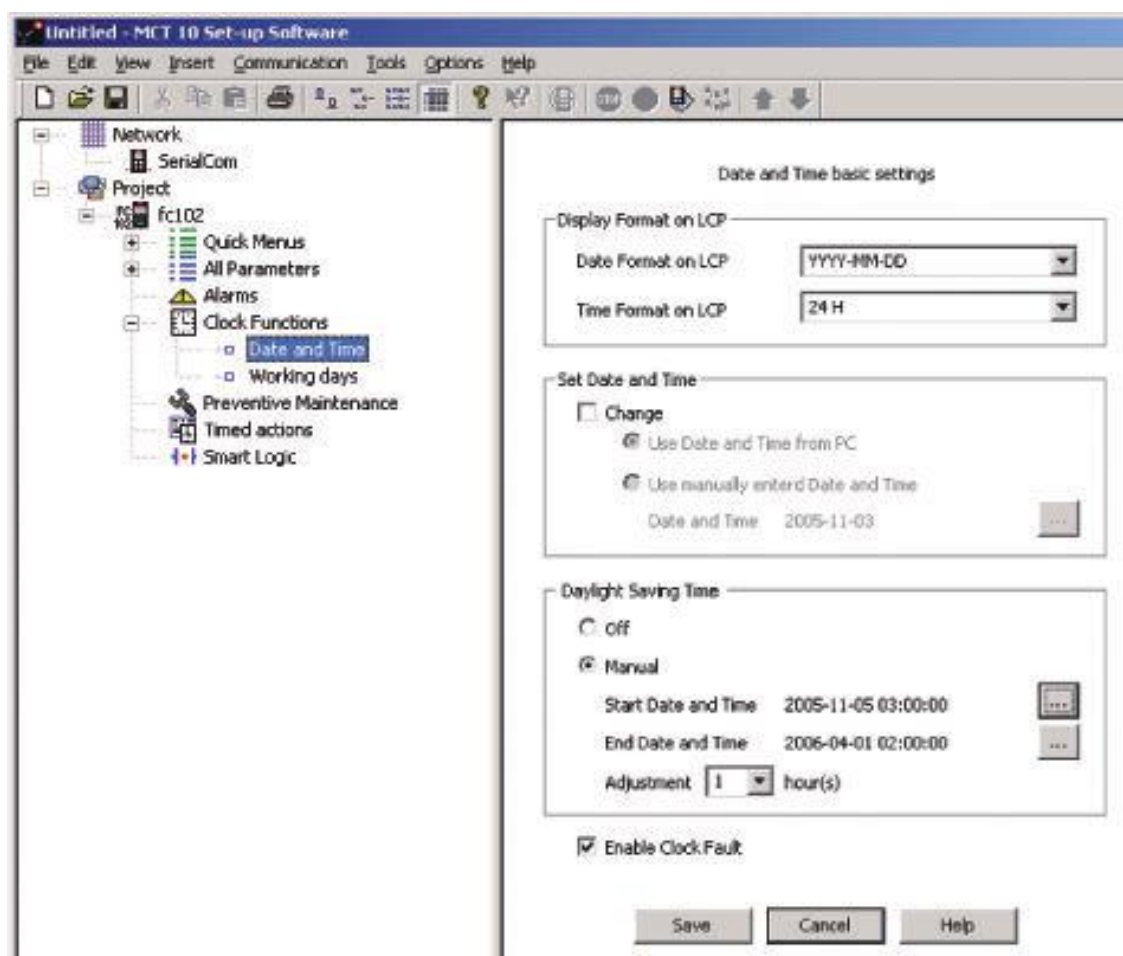 Untitled - MCT 10 Set-up Software
File Edit View Insert Communication Tools Options Help
Network
SerialCom
Project
FC 102 fc102
Quick Menus
All Parameters
Alarms
Clock Functions
Date and Time
Working days
Preventive Maintenance
Timed actions
Smart Logic
Date and Time basic settings
Display Format on LCP
Date Format on LCP YYYY-MM-DD
Time Format on LCP 24 H
Set Date and Time
Change
Use Date and Time from PC
Use manually enterd Date and Time
Date and Time 2005-11-03 ...
Daylight Saving Time
Off
Manual
Start Date and Time 2005-11-05 03:00:00 ...
End Date and Time 2006-04-01 02:00:00 ...
Adjustment 1 hour(s)
Enable Clock Fault
Save Cancel Help